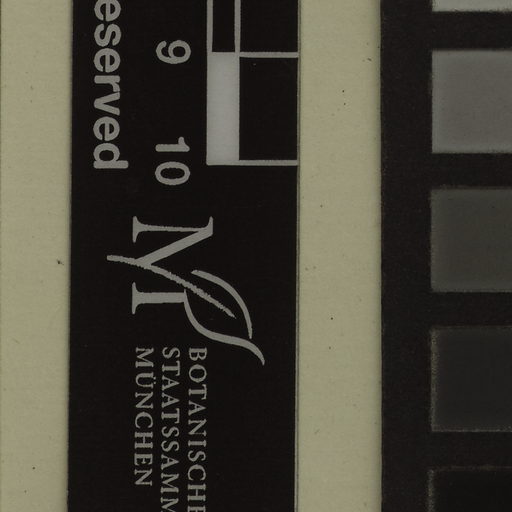 eserved
9 10
M
BOTANISCHE
STAATSSAMM
MÜNCHEN